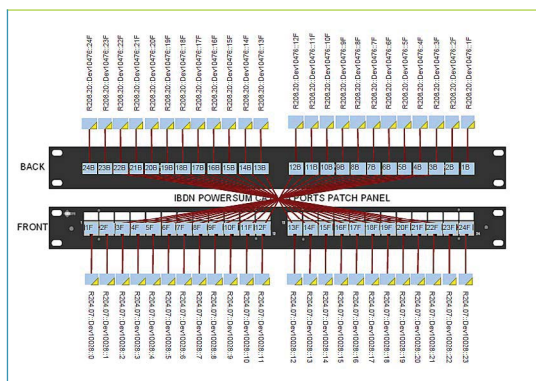 R208.20::Dev10476::24F
R208.20::Dev10476::23F
R208.20::Dev10476::22F
R208.20::Dev10476::21F
R208.20::Dev10476::20F
R208.20::Dev10476::19F
R208.20::Dev10476::18F
R208.20::Dev10476::17F
R208.20::Dev10476::16F
R208.20::Dev10476::15F
R208.20::Dev10476::14F
R208.20::Dev10476::13F
R208.20::Dev10476::12F
R208.20::Dev10476::11F
R208.20::Dev10476::10F
R208.20::Dev10476::9F
R208.20::Dev10476::8F
R208.20::Dev10476::7F
R208.20::Dev10476::6F
R208.20::Dev10476::5F
R208.20::Dev10476::4F
R208.20::Dev10476::3F
R208.20::Dev10476::2F
R208.20::Dev10476::1F
BACK
24B 23B 22B 21B 20B 19B 18B 17B 16B 15B 14B 13B 12B 11B 10B 9B 8B 7B 6B 5B 4B 3B 2B 1B
IBDN POWERSUM PORTS PATCH PANEL
FRONT
1F 2F 3F 4F 5F 6F 7F 8F 9F 10F 11F 12F 13F 14F 15F 16F 17F 18F 19F 20F 21F 22F 23F 24F
R204.07::Dev10028::0
R204.07::Dev10028::1
R204.07::Dev10028::2
R204.07::Dev10028::3
R204.07::Dev10028::4
R204.07::Dev10028::5
R204.07::Dev10028::6
R204.07::Dev10028::7
R204.07::Dev10028::8
R204.07::Dev10028::9
R204.07::Dev10028::10
R204.07::Dev10028::11
R204.07::Dev10028::12
R204.07::Dev10028::13
R204.07::Dev10028::14
R204.07::Dev10028::15
R204.07::Dev10028::16
R204.07::Dev10028::17
R204.07::Dev10028::18
R204.07::Dev10028::19
R204.07::Dev10028::20
R204.07::Dev10028::21
R204.07::Dev10028::22
R204.07::Dev10028::23